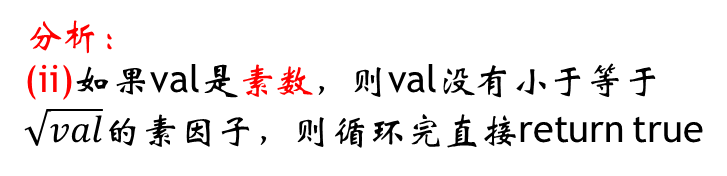 分析：
(ii)如果val是素数，则val没有小于等于
√val的素因子，则循环完直接return true